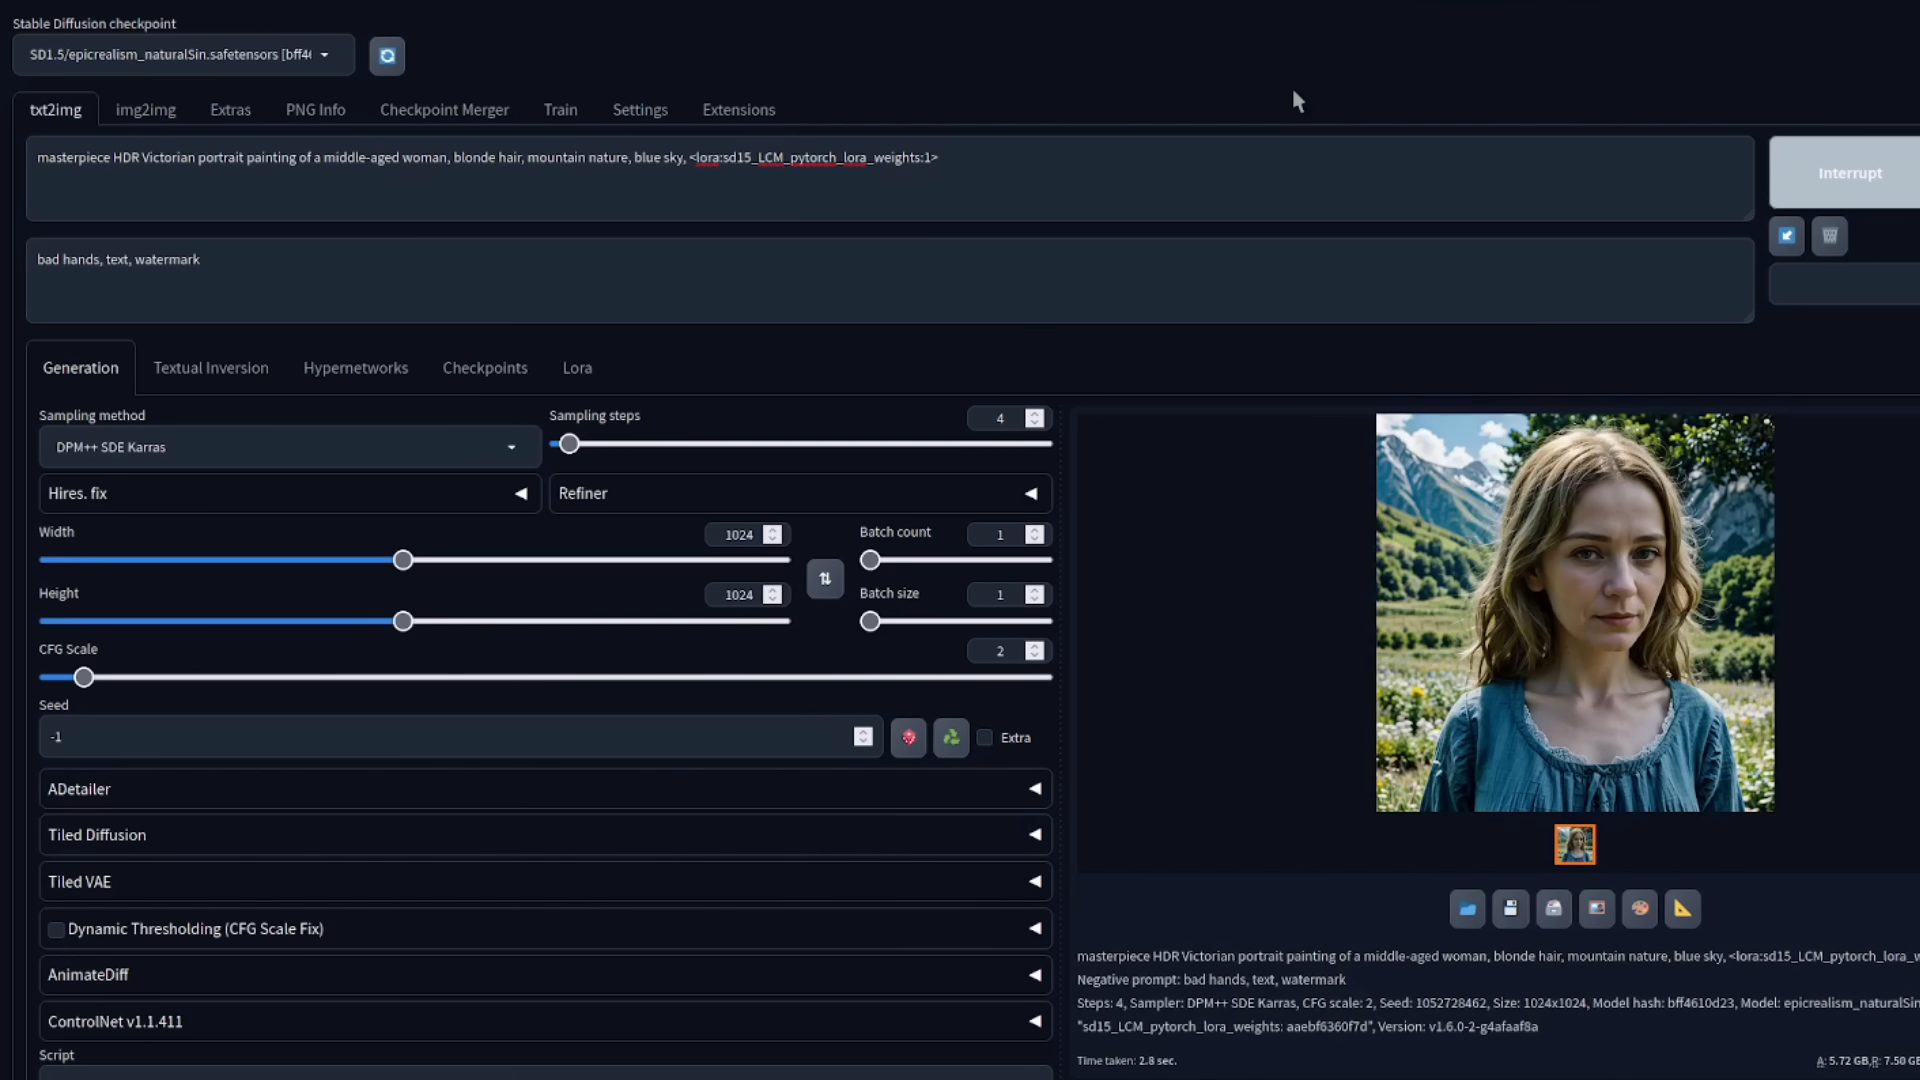 Stable Diffusion checkpoint
SD1.5/epicrealism_naturalSin.safetensors [bff4
txt2img img2img Extras PNG Info Checkpoint Merger Train Settings Extensions
masterpiece HDR Victorian portrait painting of a middle-aged woman, blonde hair, mountain nature, blue sky, <lora:sd15_LCM_pytorch_lora_weights:1>
Interrupt
bad hands, text, watermark
Generation Textual Inversion Hypernetworks Checkpoints Lora
Sampling method Sampling steps 4
DPM++ SDE Karras
Hires. fix Refiner
Width 1024 Batch count 1
Height 1024 Batch size 1
CFG Scale 2
Seed
-1 Extra
ADetailer
Tiled Diffusion
Tiled VAE
Dynamic Thresholding (CFG Scale Fix)
AnimateDiff
ControlNet v1.1.411
Script
masterpiece HDR Victorian portrait painting of a middle-aged woman, blonde hair, mountain nature, blue sky, <lora:sd15_LCM_pytorch_lora_w
Negative prompt: bad hands, text, watermark
Steps: 4, Sampler: DPM++ SDE Karras, CFG scale: 2, Seed: 1052728462, Size: 1024x1024, Model hash: bff4610d23, Model: epicrealism_naturalSin
"sd15_LCM_pytorch_lora_weights: aaebf6360f7d", Version: v1.6.0-2-g4afaaf8a
Time taken: 2.8 sec. A: 5.72 GB, R: 7.50 GB